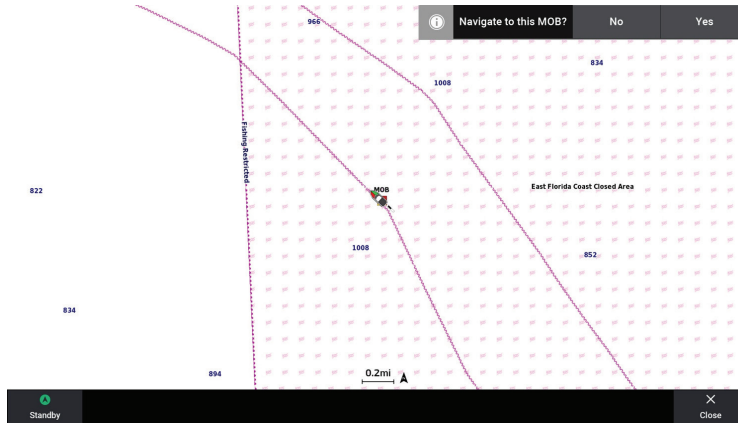 Navigate to this MOB?
No
Yes
966
834
1008
Fishing Restricted
MOB
East Florida Coast Closed Area
822
1008
852
834
894
0.2mi
Standby
Close